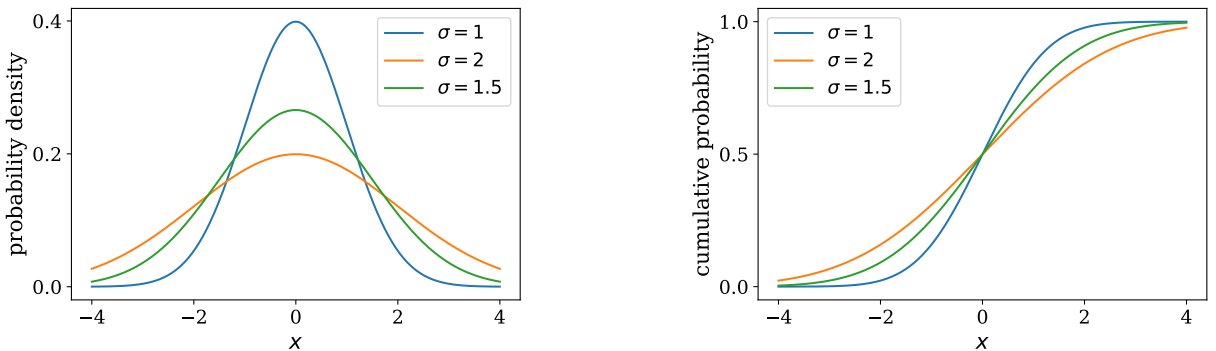 probability density
0.4
0.2
0.0
−4
−2
0
2
4
x
σ = 1
σ = 2
σ = 1.5
cumulative probability
1.0
0.5
0.0
−4
−2
0
2
4
x
σ = 1
σ = 2
σ = 1.5